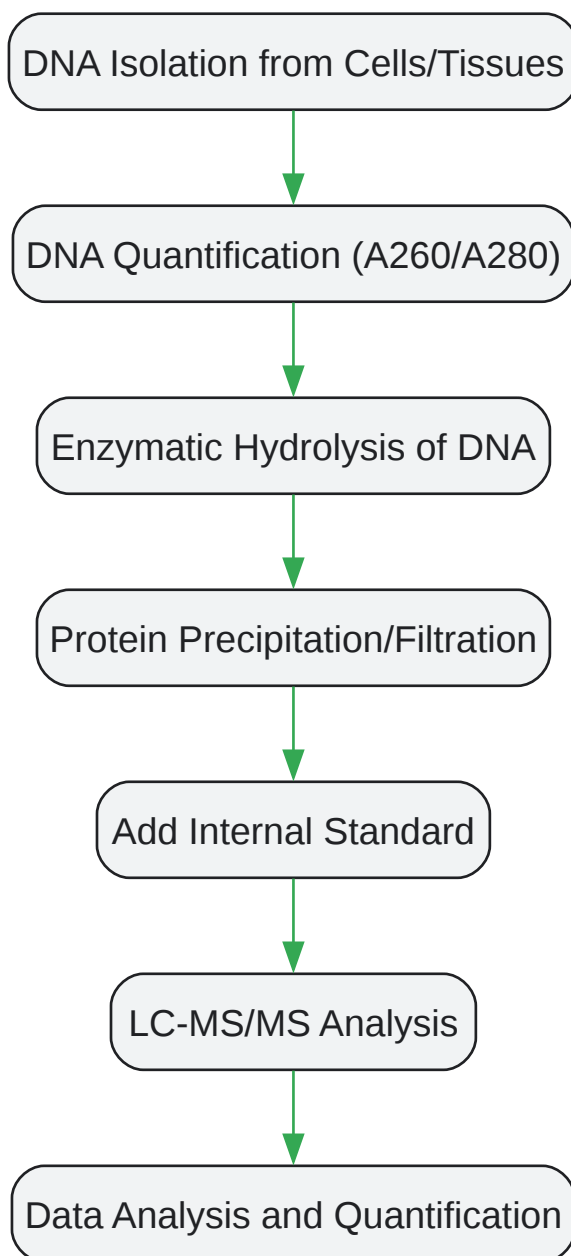 DNA Isolation from Cells/Tissues
DNA Quantification (A260/A280)
Enzymatic Hydrolysis of DNA
Protein Precipitation/Filtration
Add Internal Standard
LC-MS/MS Analysis
Data Analysis and Quantification